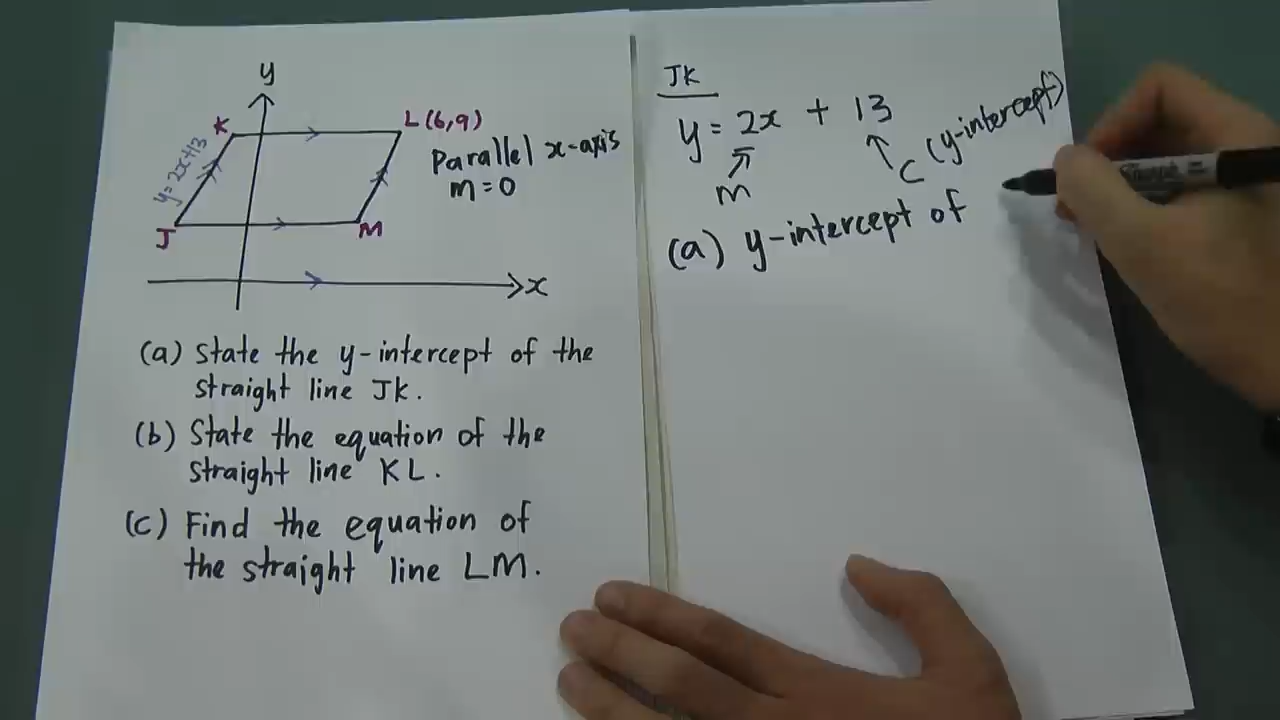 y
K
L (6,9)
y=2x+13
Parallel x-axis
m = 0
J
M
x
(a) State the y-intercept of the
straight line JK.
(b) State the equation of the
straight line KL.
(c) Find the equation of
the straight line LM.
JK
y = 2x + 13
m
C (y-intercept)
(a) y-intercept of
Sharpie